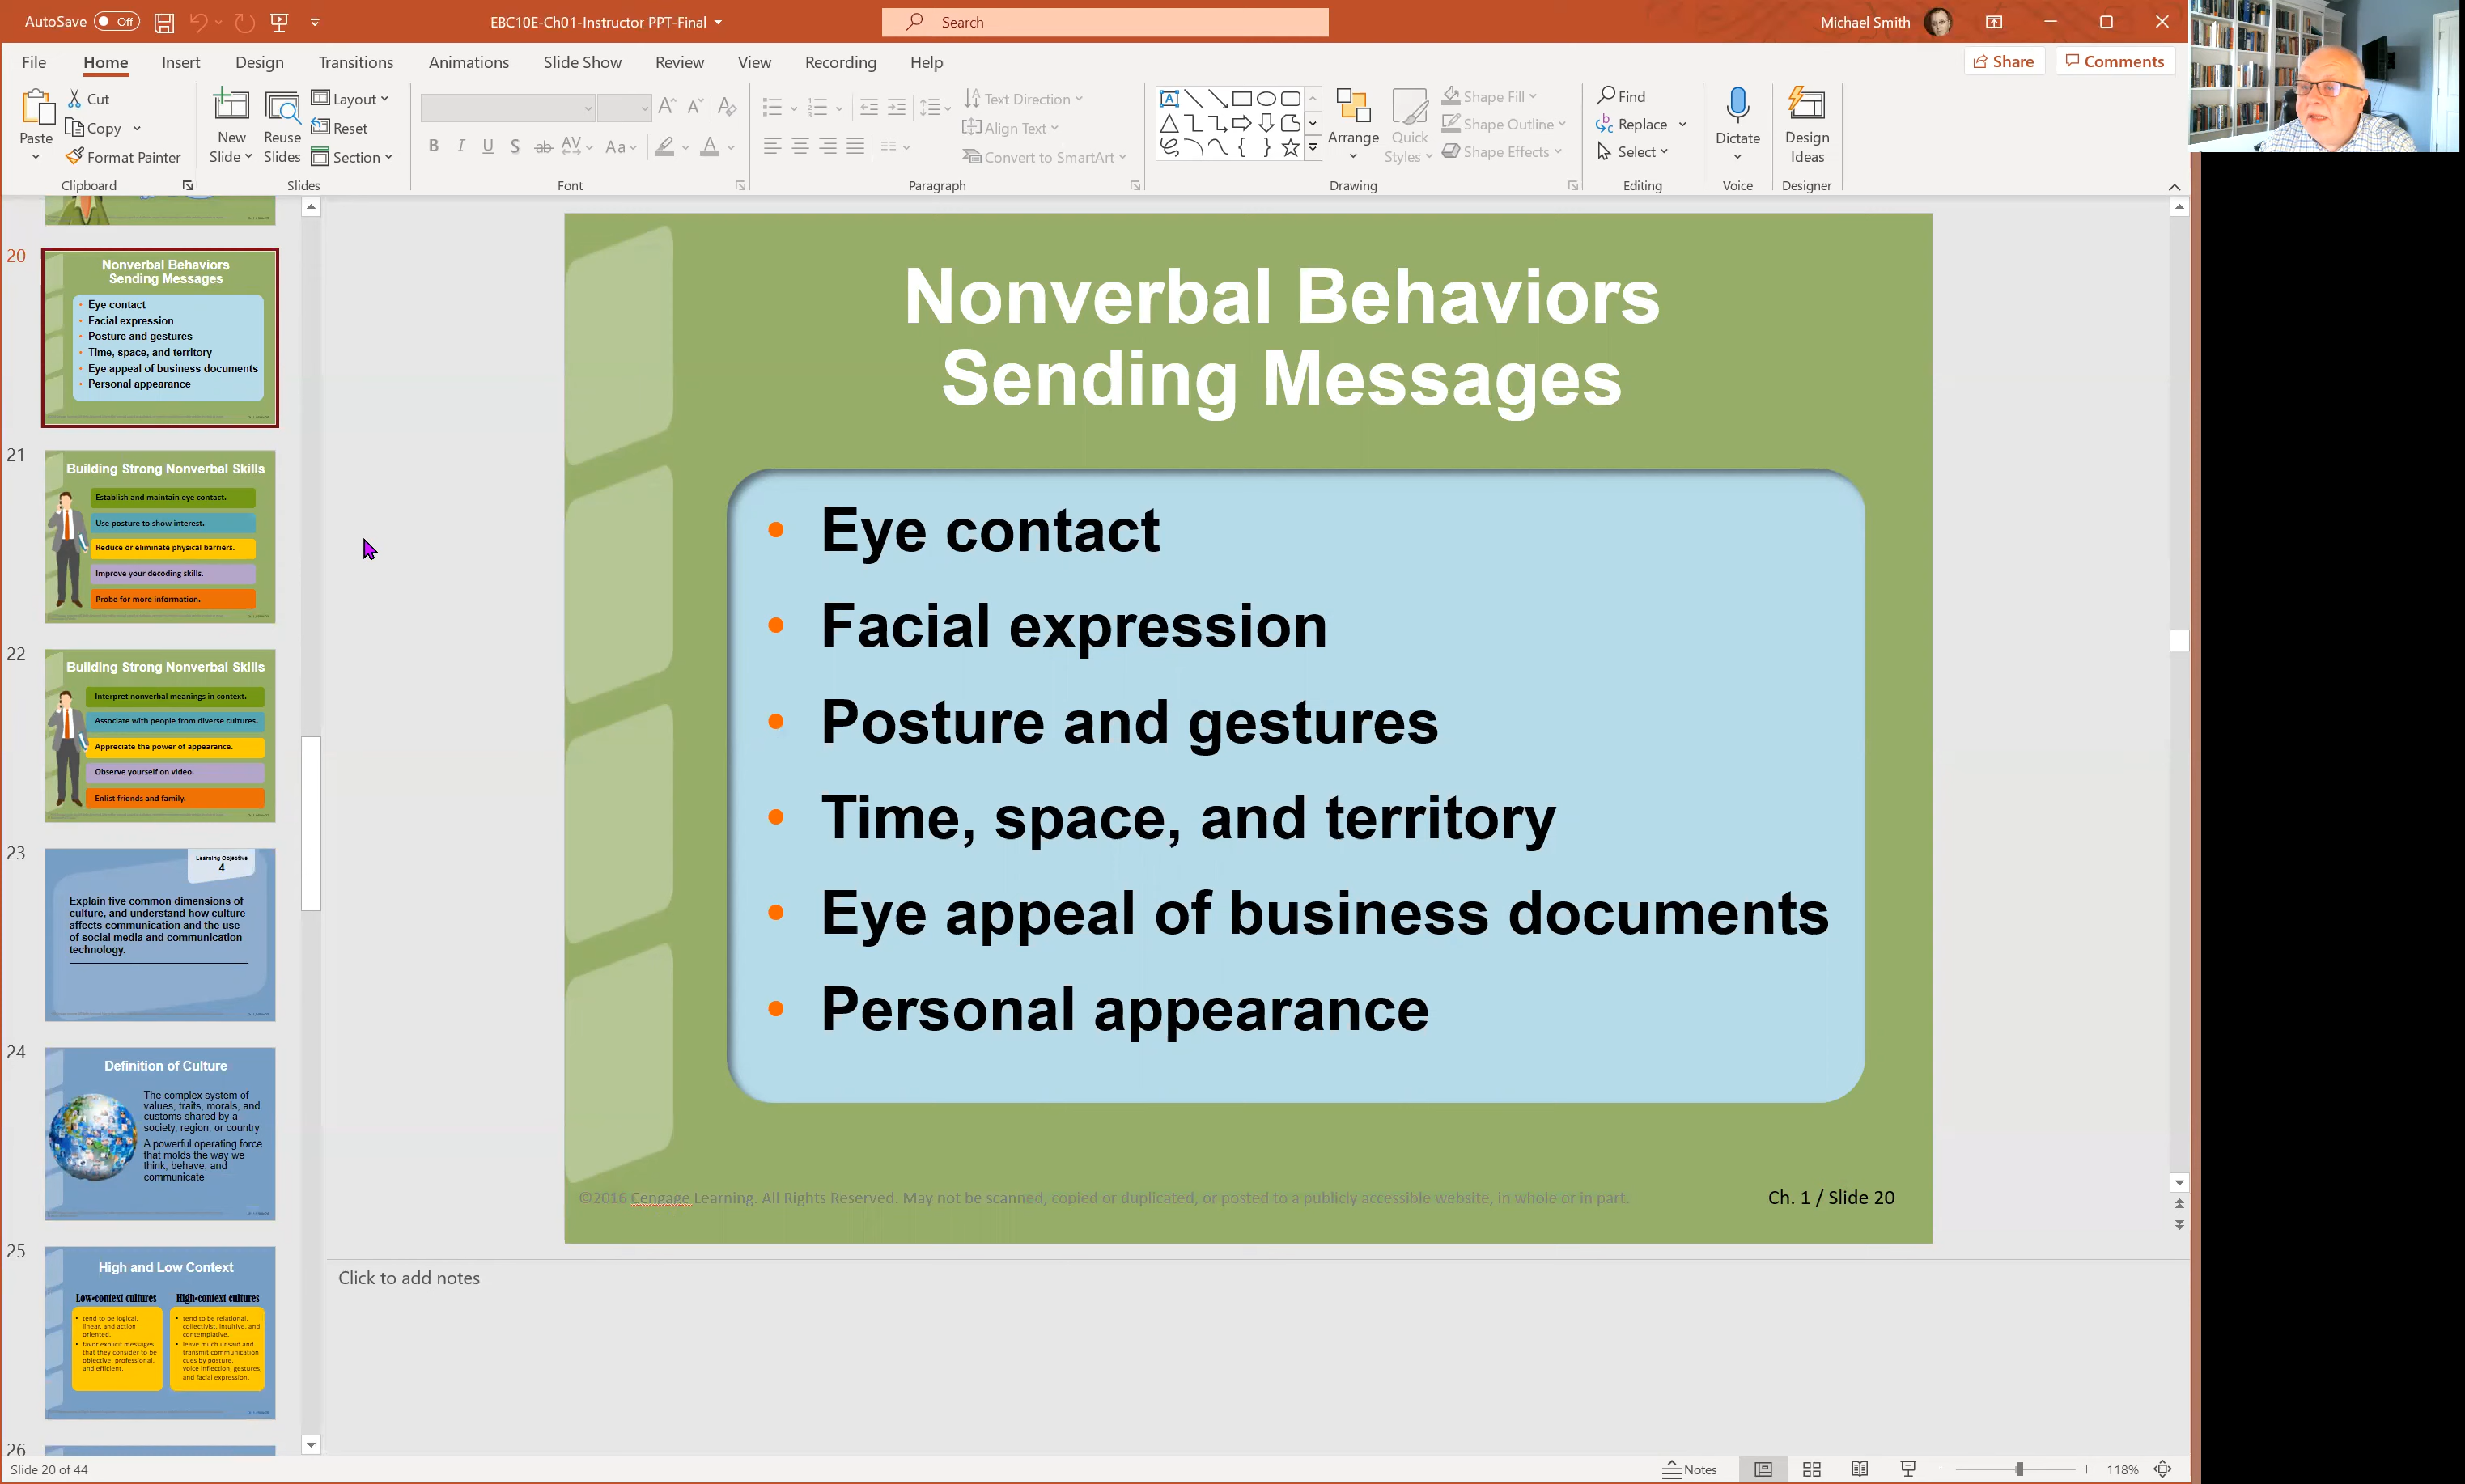 AutoSave Off
EBC10E-Ch01-Instructor PPT-Final
Search
Michael Smith
File Home Insert Design Transitions Animations Slide Show Review View Recording Help
Share Comments
Paste
Cut
Copy
Format Painter
Clipboard
New Slide
Reuse Slides
Layout
Reset
Section
Slides
B I U S ab AV Aa A
Font
Text Direction
Align Text
Convert to SmartArt
Paragraph
Arrange
Quick Styles
Shape Fill
Shape Outline
Shape Effects
Drawing
Find
Replace
Select
Editing
Dictate
Voice
Design Ideas
Designer
20
Nonverbal Behaviors
Sending Messages
• Eye contact
• Facial expression
• Posture and gestures
• Time, space, and territory
• Eye appeal of business documents
• Personal appearance
21
Building Strong Nonverbal Skills
Establish and maintain eye contact.
Use posture to show interest.
Reduce or eliminate physical barriers.
Improve your decoding skills.
Probe for more information.
22
Building Strong Nonverbal Skills
Interpret nonverbal meanings in context.
Associate with people from diverse cultures.
Appreciate the power of appearance.
Observe yourself on video.
Enlist friends and family.
23
Learning Objective
4
Explain five common dimensions of
culture, and understand how culture
affects communication and the use
of social media and communication
technology.
24
Definition of Culture
The complex system of
values, traits, morals, and
customs shared by a
society, region, or country
A powerful operating force
that molds the way we
think, behave, and
communicate
25
High and Low Context
Low-context cultures
• tend to be logical,
linear, and action
oriented.
• favor explicit messages
that they consider to be
objective, professional,
and efficient.
High-context cultures
• tend to be relational,
collectivist, intuitive, and
contemplative.
• leave much unsaid and
transmit communication
cues by posture,
voice inflection, gestures,
and facial expression.
26
Nonverbal Behaviors
Sending Messages
• Eye contact
• Facial expression
• Posture and gestures
• Time, space, and territory
• Eye appeal of business documents
• Personal appearance
©2016 Cengage Learning. All Rights Reserved. May not be scanned, copied or duplicated, or posted to a publicly accessible website, in whole or in part.
Ch. 1 / Slide 20
Click to add notes
Slide 20 of 44
Notes
118%